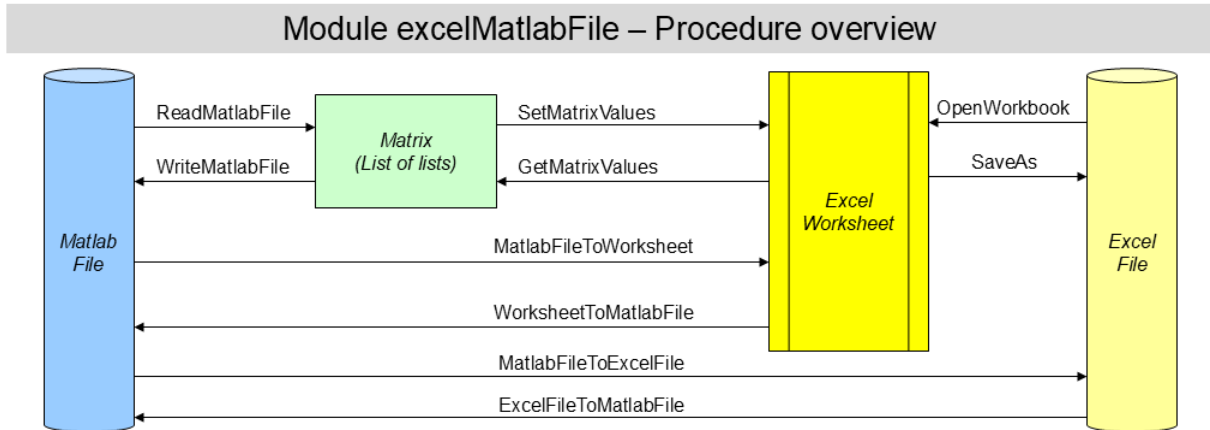 Module excelMatlabFile – Procedure overview
ReadMatlabFile
SetMatrixValues
OpenWorkbook
Matrix
(List of lists)
WriteMatlabFile
GetMatrixValues
SaveAs
Excel
Worksheet
Matlab
File
MatlabFileToWorksheet
Excel
File
WorksheetToMatlabFile
MatlabFileToExcelFile
ExcelFileToMatlabFile